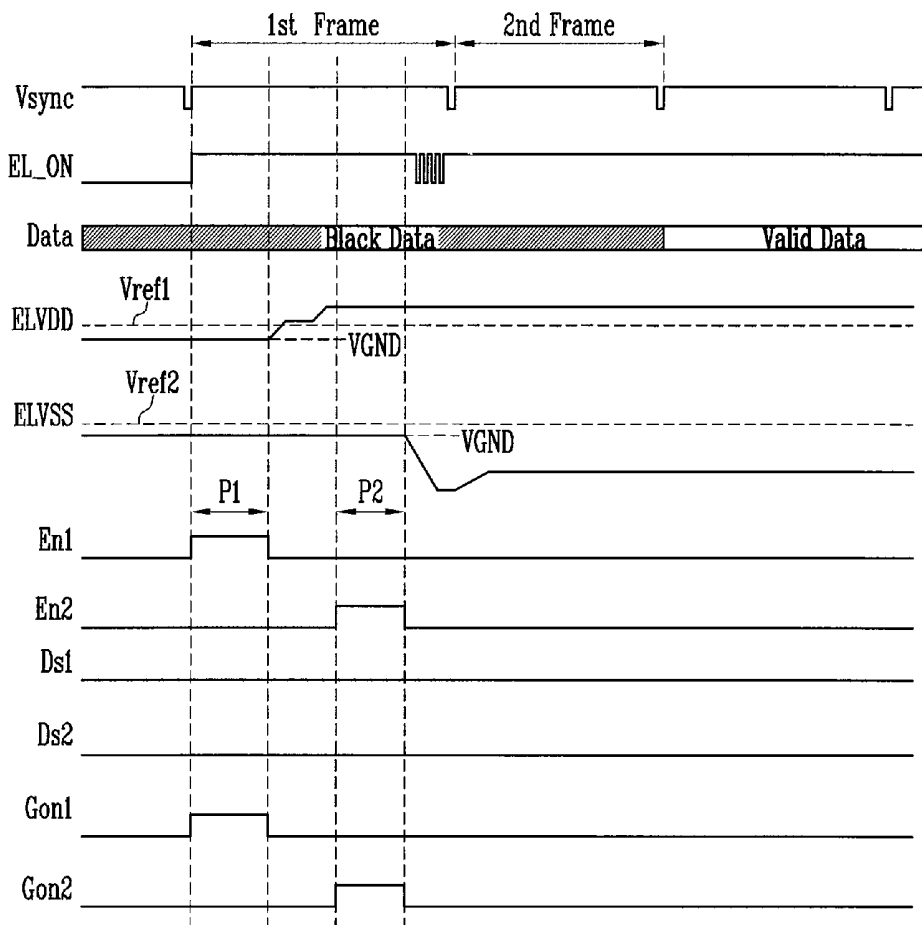 1st Frame
2nd Frame
Vsync
EL_ON
Data
Black Data
Valid Data
Vref1
ELVDD
VGND
Vref2
ELVSS
VGND
P1
P2
En1
En2
Ds1
Ds2
Gon1
Gon2